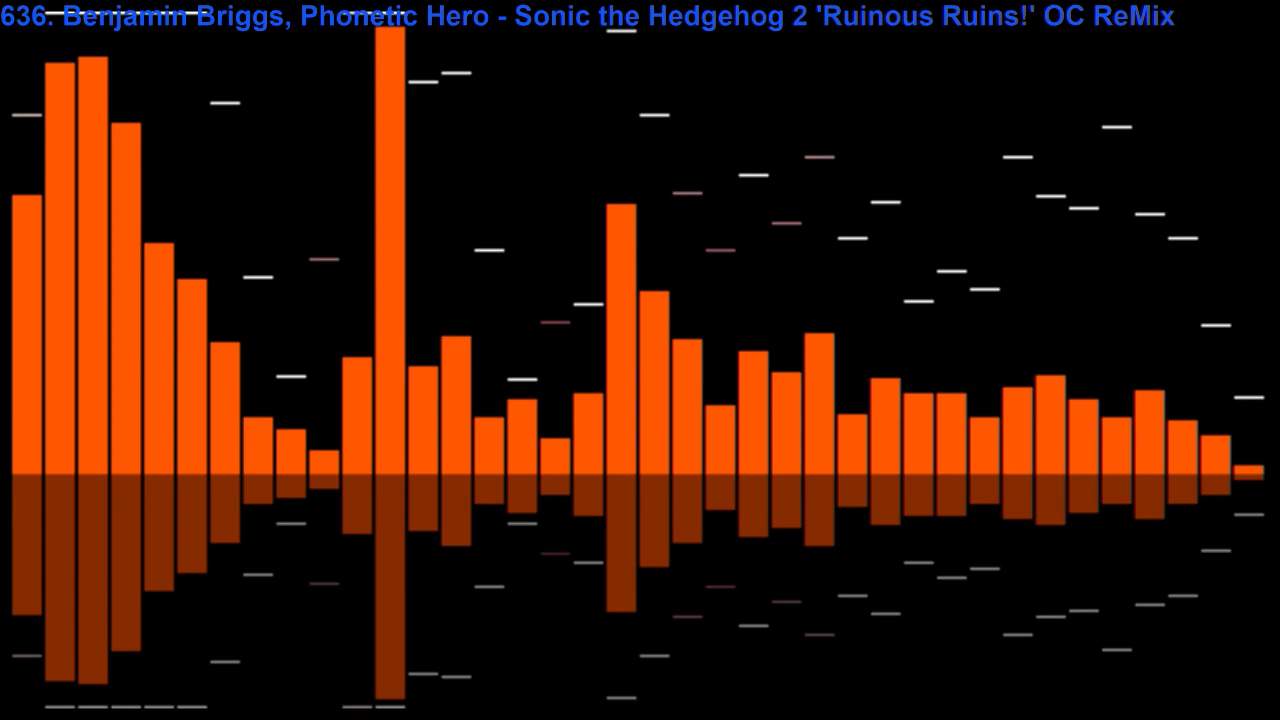 636. Benjamin Briggs, Phonetic Hero - Sonic the Hedgehog 2 'Ruinous Ruins!' OC ReMix